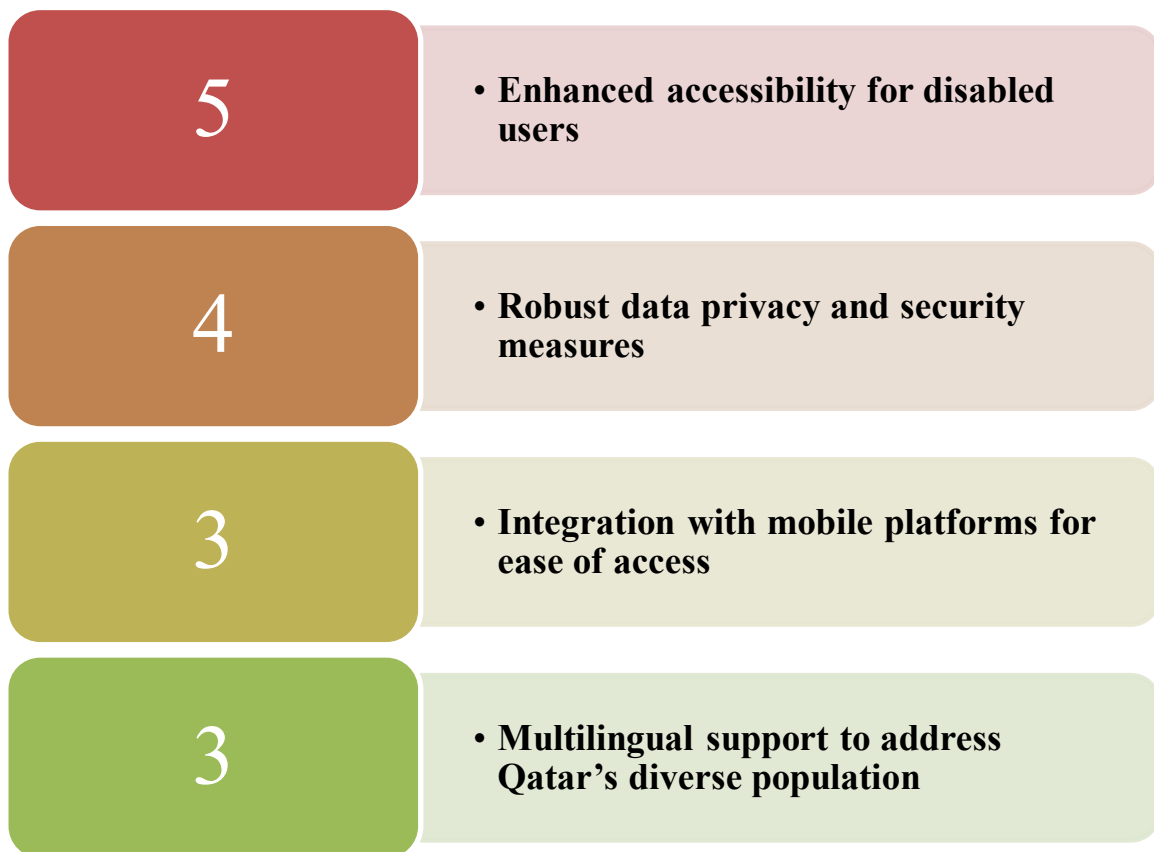 5
• Enhanced accessibility for disabled
users
4
• Robust data privacy and security
measures
3
• Integration with mobile platforms for
ease of access
3
• Multilingual support to address
Qatar’s diverse population